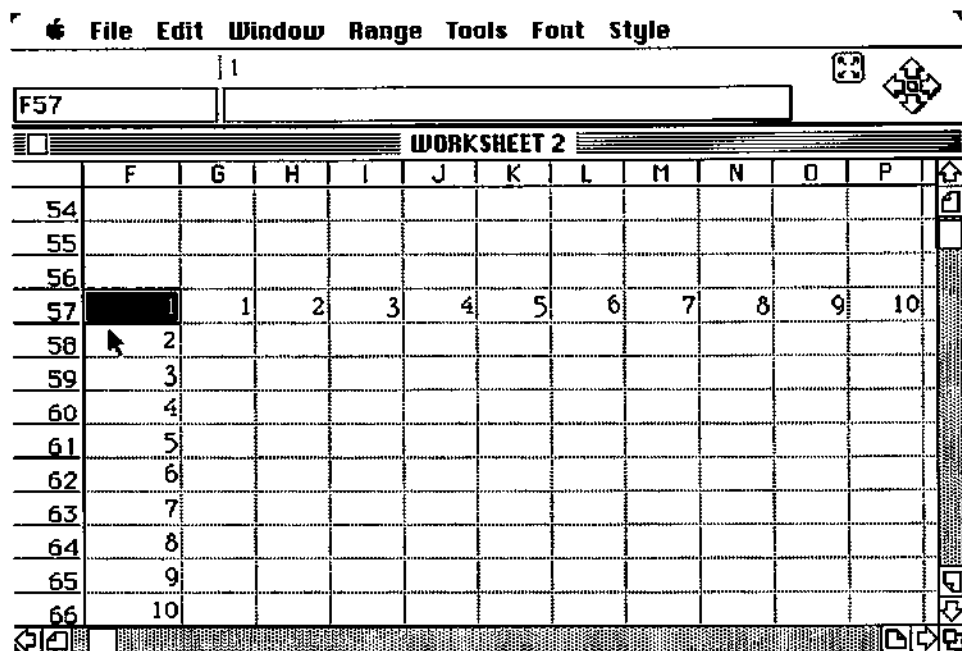 File Edit Window Range Tools Font Style
1
F57
WORKSHEET 2
F G H I J K L M N O P
54
55
56
57 1 1 2 3 4 5 6 7 8 9 10
58 2
59 3
60 4
61 5
62 6
63 7
64 8
65 9
66 10